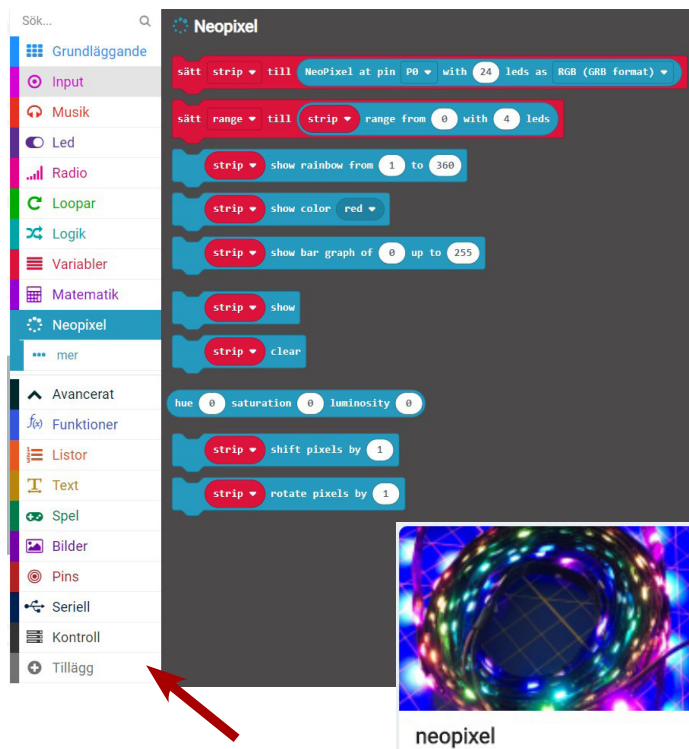 Sök...
Grundläggande
Input
Musik
Led
Radio
Loopar
Logik
Variabler
Matematik
Neopixel
mer
Avancerat
f(x) Funktioner
Listor
Text
Spel
Bilder
Pins
Seriell
Kontroll
Tillägg
Neopixel
sätt strip till NeoPixel at pin P0 with 24 leds as RGB (GRB format)
sätt range till strip range from 0 with 4 leds
strip show rainbow from 1 to 360
strip show color red
strip show bar graph of 0 up to 255
strip show
strip clear
hue 0 saturation 0 luminosity 0
strip shift pixels by 1
strip rotate pixels by 1
neopixel